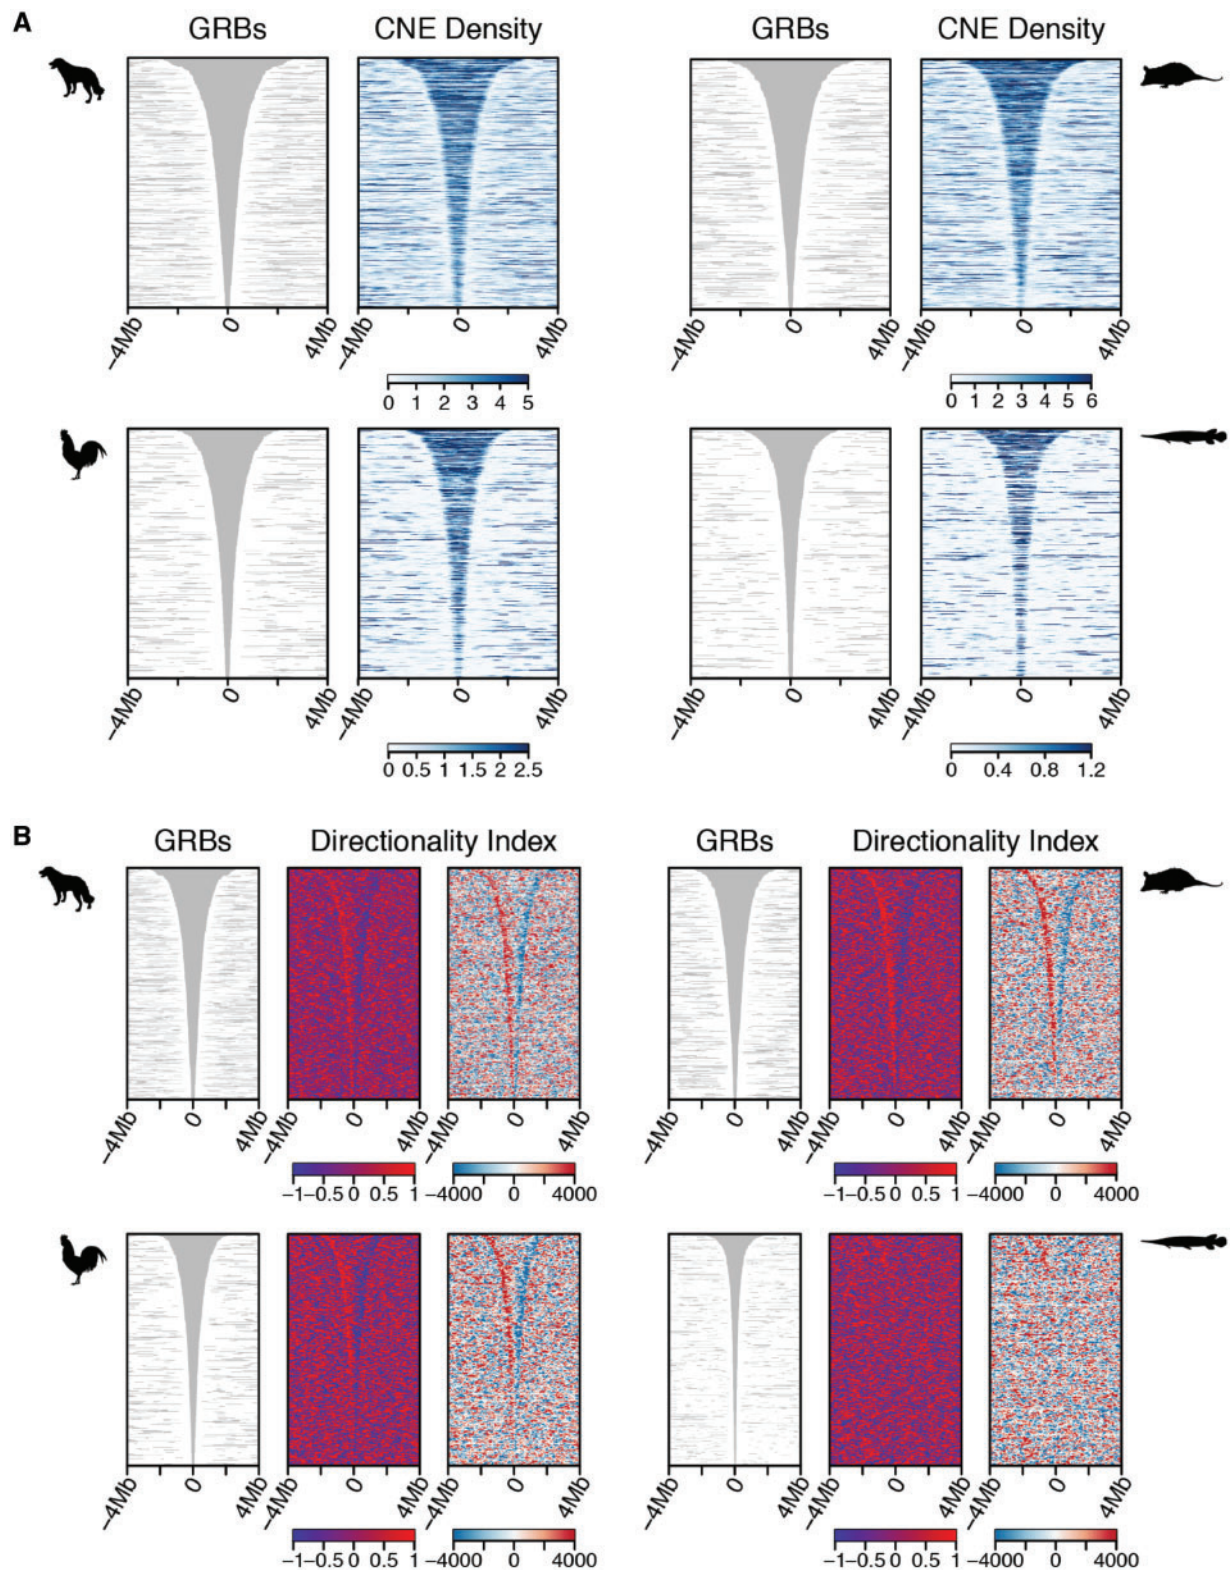 A
GRBs CNE Density GRBs CNE Density
−4Mb 0 4Mb −4Mb 0 4Mb −4Mb 0 4Mb −4Mb 0 4Mb
0 1 2 3 4 5 0 1 2 3 4 5 6
−4Mb 0 4Mb −4Mb 0 4Mb −4Mb 0 4Mb −4Mb 0 4Mb
0 0.5 1 1.5 2 2.5 0 0.4 0.8 1.2
B
GRBs Directionality Index GRBs Directionality Index
−4Mb 0 4Mb −4Mb 0 4Mb −4Mb 0 4Mb −4Mb 0 4Mb −4Mb 0 4Mb −4Mb 0 4Mb
−1 −0.5 0 0.5 1 −4000 0 4000 −1 −0.5 0 0.5 1 −4000 0 4000
−4Mb 0 4Mb −4Mb 0 4Mb −4Mb 0 4Mb −4Mb 0 4Mb −4Mb 0 4Mb −4Mb 0 4Mb
−1 −0.5 0 0.5 1 −4000 0 4000 −1 −0.5 0 0.5 1 −4000 0 4000